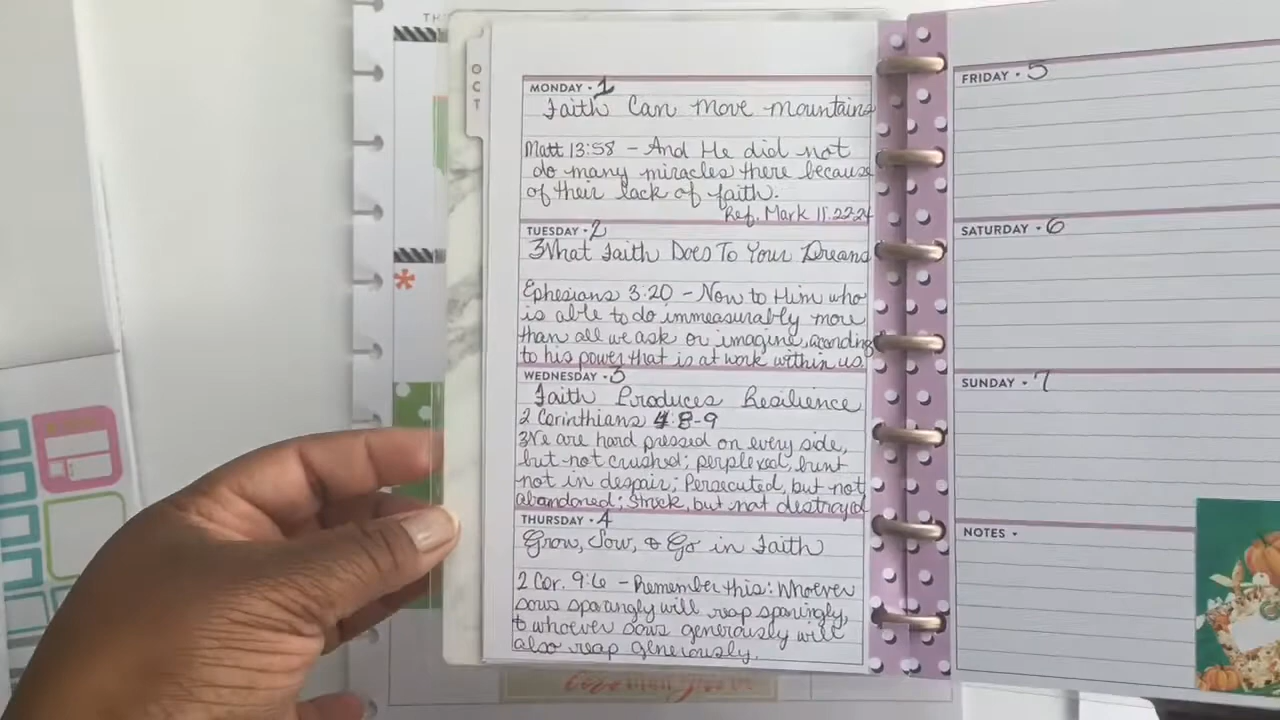 TH
OCT
MONDAY · 1
Faith Can Move Mountains
Matt 13:58 - And He did not
do many miracles there because
of their lack of faith.
Ref. Mark 11:22-24
TUESDAY · 2
What Faith Does To Your Dreams
Ephesians 3:20 - Now to Him who
is able to do immeasurably more
than all we ask or imagine, acording
to his power that is at work within us.
WEDNESDAY · 3
Faith Produces Resilience
2 Corinthians 4:8-9
We are hard pressed on every side,
but not crushed; perplexed, bunt
not in despair; Persecuted, but not
abandoned; Struck, but not destroyed
THURSDAY · 4
Grow, Sow, & Go in Faith
2 Cor. 9:6 - Remember this: Whoever
sows sparangly will reap sparingly,
& whoever sows generously will
also reap generously.
FRIDAY · 5
SATURDAY · 6
SUNDAY · 7
NOTES ·